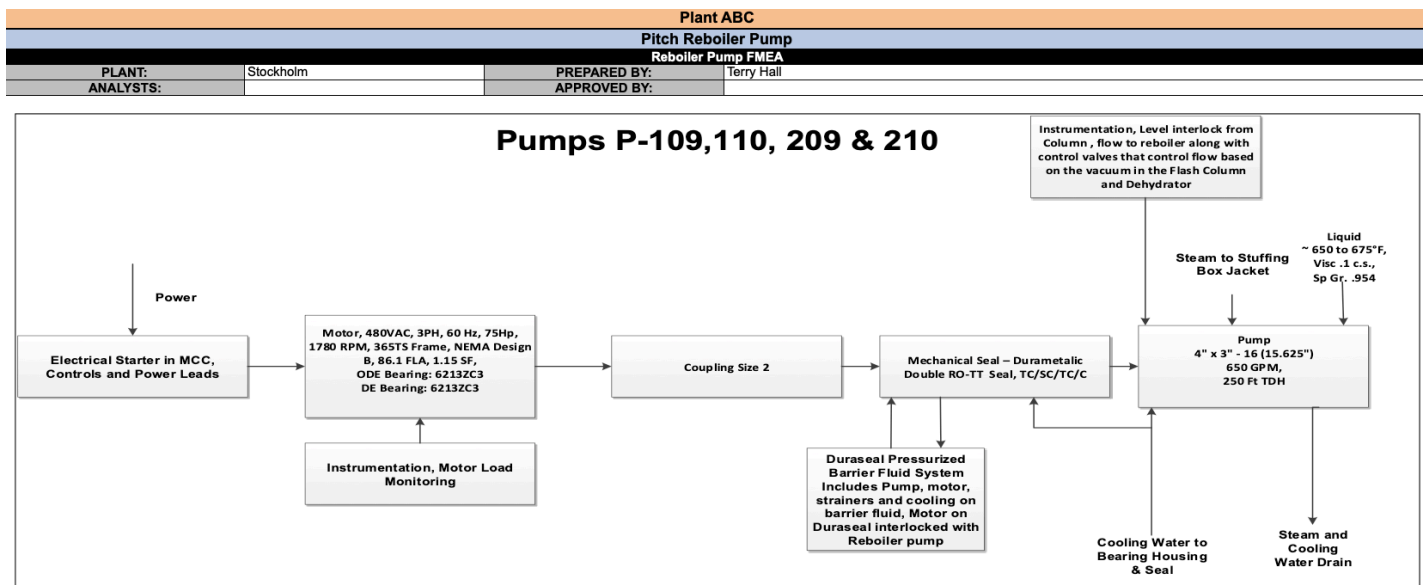 Plant ABC
Pitch Reboiler Pump
Reboiler Pump FMEA
PLANT: Stockholm PREPARED BY: Terry Hall
ANALYSTS: APPROVED BY:
Pumps P-109,110, 209 & 210
Instrumentation, Level interlock from
Column , flow to reboiler along with
control valves that control flow based
on the vacuum in the Flash Column
and Dehydrator
Liquid
~ 650 to 675°F,
Visc .1 c.s.,
Sp Gr. .954
Steam to Stuffing
Box Jacket
Power
Electrical Starter in MCC,
Controls and Power Leads
Motor, 480VAC, 3PH, 60 Hz, 75Hp,
1780 RPM, 365TS Frame, NEMA Design
B, 86.1 FLA, 1.15 SF,
ODE Bearing: 6213ZC3
DE Bearing: 6213ZC3
Coupling Size 2
Mechanical Seal – Durametalic
Double RO-TT Seal, TC/SC/TC/C
Pump
4" x 3" - 16 (15.625")
650 GPM,
250 Ft TDH
Instrumentation, Motor Load
Monitoring
Duraseal Pressurized
Barrier Fluid System
Includes Pump, motor,
strainers and cooling on
barrier fluid, Motor on
Duraseal interlocked with
Reboiler pump
Cooling Water to
Bearing Housing
& Seal
Steam and
Cooling
Water Drain